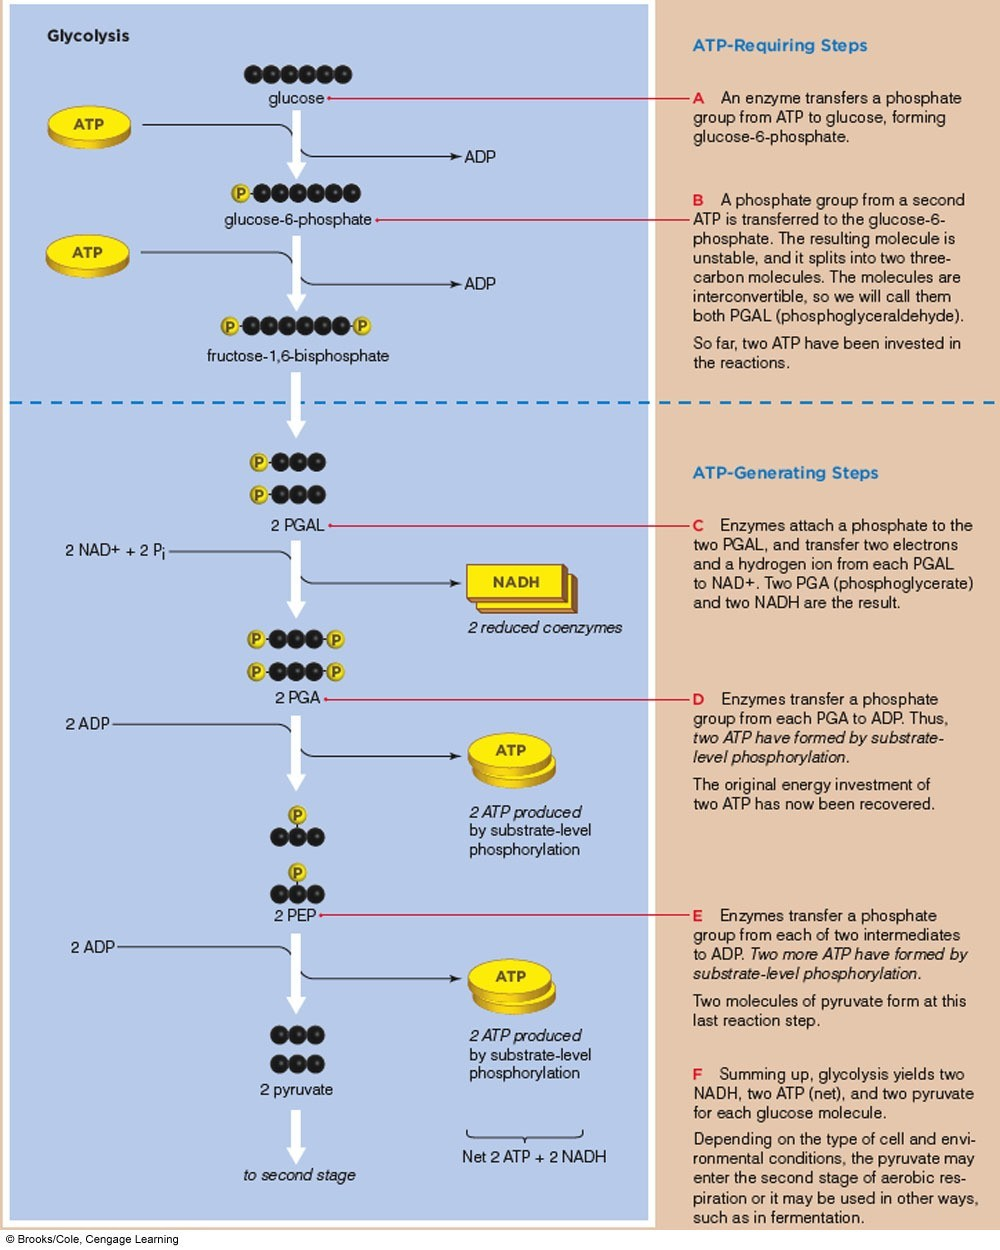 Glycolysis
glucose
ATP
ADP
P
glucose-6-phosphate
ATP
ADP
P P
fructose-1,6-bisphosphate
P
P
2 PGAL
2 NAD+ + 2 Pi
NADH
2 reduced coenzymes
P P
P P
2 PGA
2 ADP
ATP
2 ATP produced
by substrate-level
phosphorylation
P
P
2 PEP
2 ADP
ATP
2 ATP produced
by substrate-level
phosphorylation
2 pyruvate
to second stage
Net 2 ATP + 2 NADH
ATP-Requiring Steps
A An enzyme transfers a phosphate
group from ATP to glucose, forming
glucose-6-phosphate.
B A phosphate group from a second
ATP is transferred to the glucose-6-
phosphate. The resulting molecule is
unstable, and it splits into two three-
carbon molecules. The molecules are
interconvertible, so we will call them
both PGAL (phosphoglyceraldehyde).
So far, two ATP have been invested in
the reactions.
ATP-Generating Steps
C Enzymes attach a phosphate to the
two PGAL, and transfer two electrons
and a hydrogen ion from each PGAL
to NAD+. Two PGA (phosphoglycerate)
and two NADH are the result.
D Enzymes transfer a phosphate
group from each PGA to ADP. Thus,
two ATP have formed by substrate-
level phosphorylation.
The original energy investment of
two ATP has now been recovered.
E Enzymes transfer a phosphate
group from each of two intermediates
to ADP. Two more ATP have formed by
substrate-level phosphorylation.
Two molecules of pyruvate form at this
last reaction step.
F Summing up, glycolysis yields two
NADH, two ATP (net), and two pyruvate
for each glucose molecule.
Depending on the type of cell and envi-
ronmental conditions, the pyruvate may
enter the second stage of aerobic res-
piration or it may be used in other ways,
such as in fermentation.
© Brooks/Cole, Cengage Learning